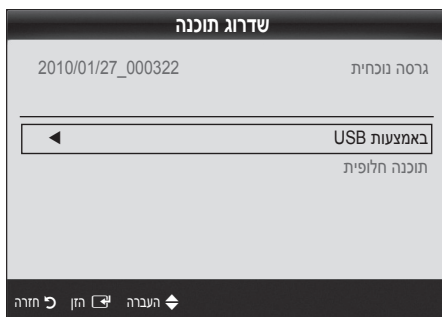 שדרוג תוכנה
גרסה נוכחית 2010/01/27_000322
באמצעות USB ◀
תוכנה חלופית
העברה הזן חזרה